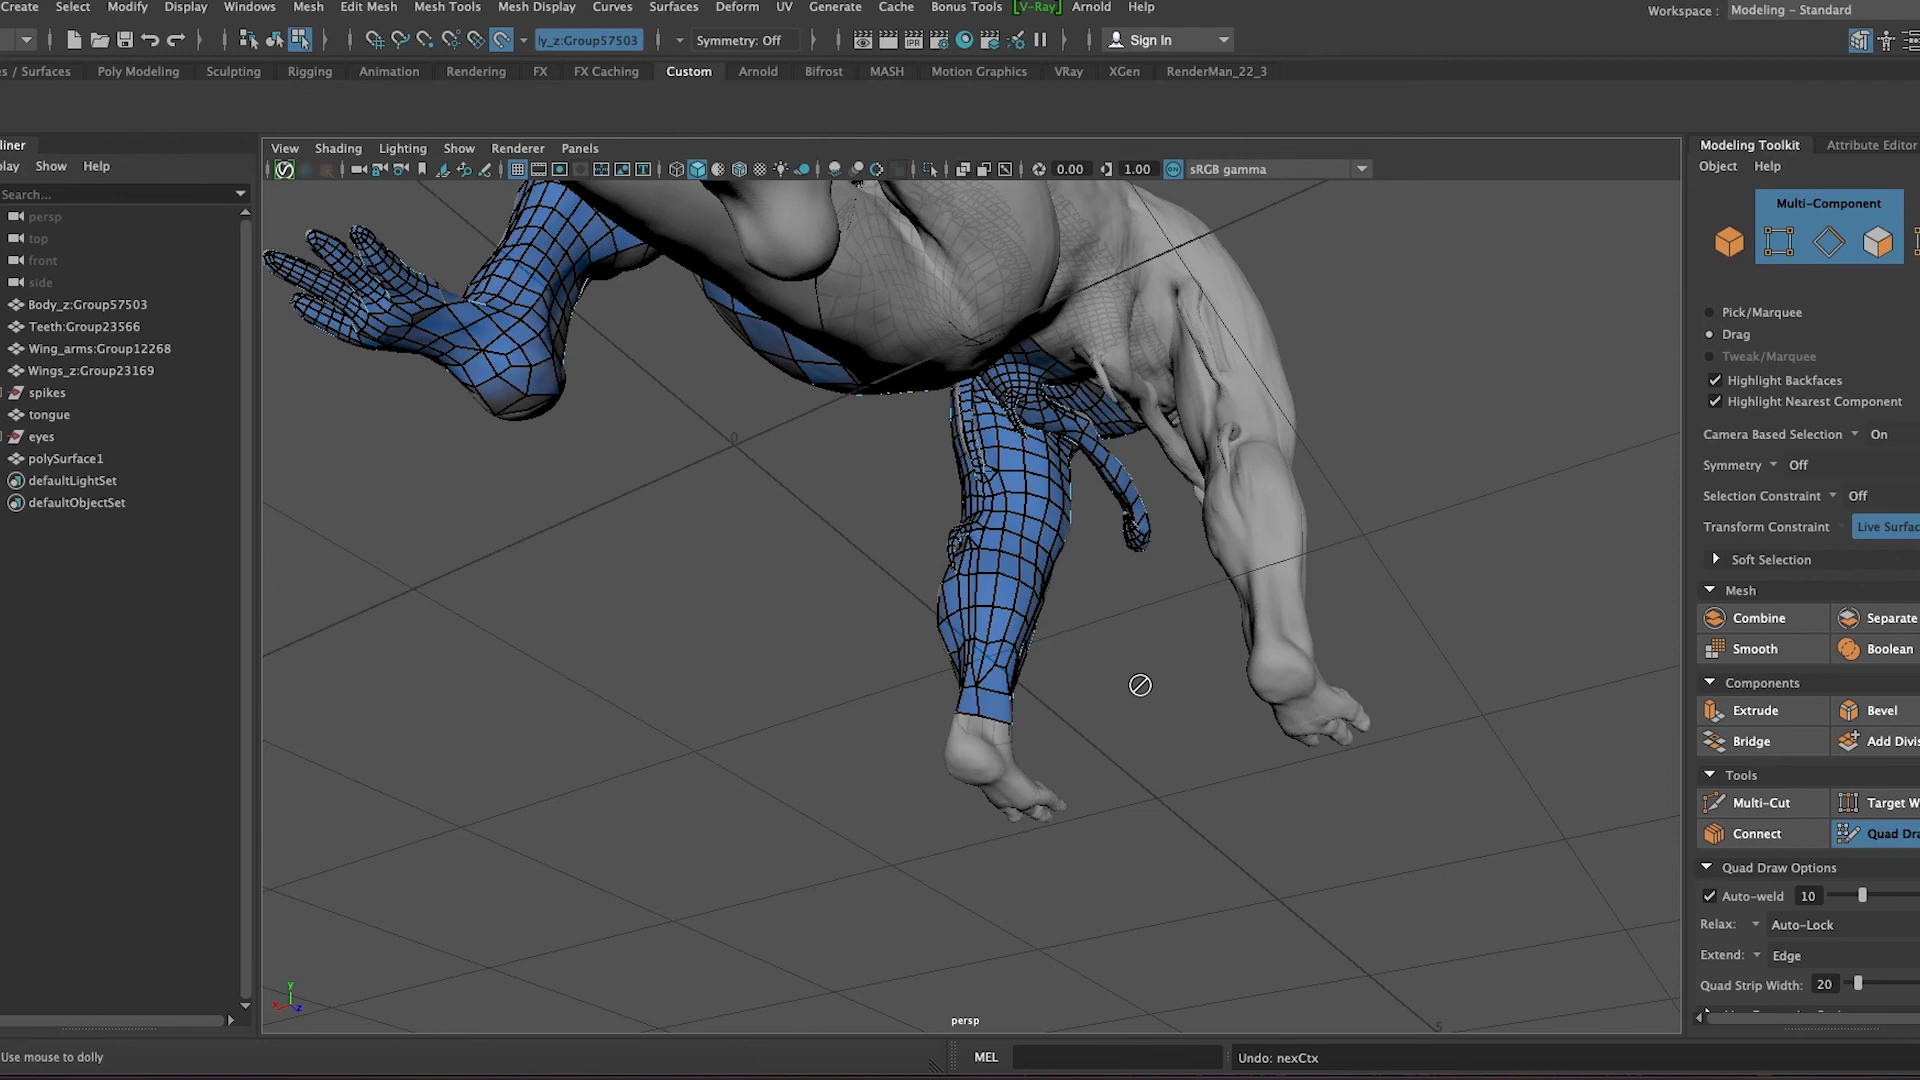 Create Select Modify Display Windows Mesh Edit Mesh Mesh Tools Mesh Display Curves Surfaces Deform UV Generate Cache Bonus Tools [V-Ray] Arnold Help
Workspace : Modeling - Standard
ly_z:Group57503 Symmetry: Off IPR Sign In
s / Surfaces Poly Modeling Sculpting Rigging Animation Rendering FX FX Caching Custom Arnold Bifrost MASH Motion Graphics VRay XGen RenderMan_22_3
liner
play Show Help
Search...
persp
top
front
side
Body_z:Group57503
Teeth:Group23566
Wing_arms:Group12268
Wings_z:Group23169
spikes
tongue
eyes
polySurface1
defaultLightSet
defaultObjectSet
View Shading Lighting Show Renderer Panels
0.00 1.00 ON sRGB gamma
0
5
y
x
z
persp
Modeling Toolkit Attribute Editor
Object Help
Multi-Component
Pick/Marquee
Drag
Tweak/Marquee
Highlight Backfaces
Highlight Nearest Component
Camera Based Selection On
Symmetry Off
Selection Constraint Off
Transform Constraint Live Surfac
Soft Selection
Mesh
Combine Separate
Smooth Boolean
Components
Extrude Bevel
Bridge Add Divis
Tools
Multi-Cut Target W
Connect Quad Dra
Quad Draw Options
Auto-weld 10
Relax: Auto-Lock
Extend: Edge
Quad Strip Width: 20
Use mouse to dolly
MEL
Undo: nexCtx